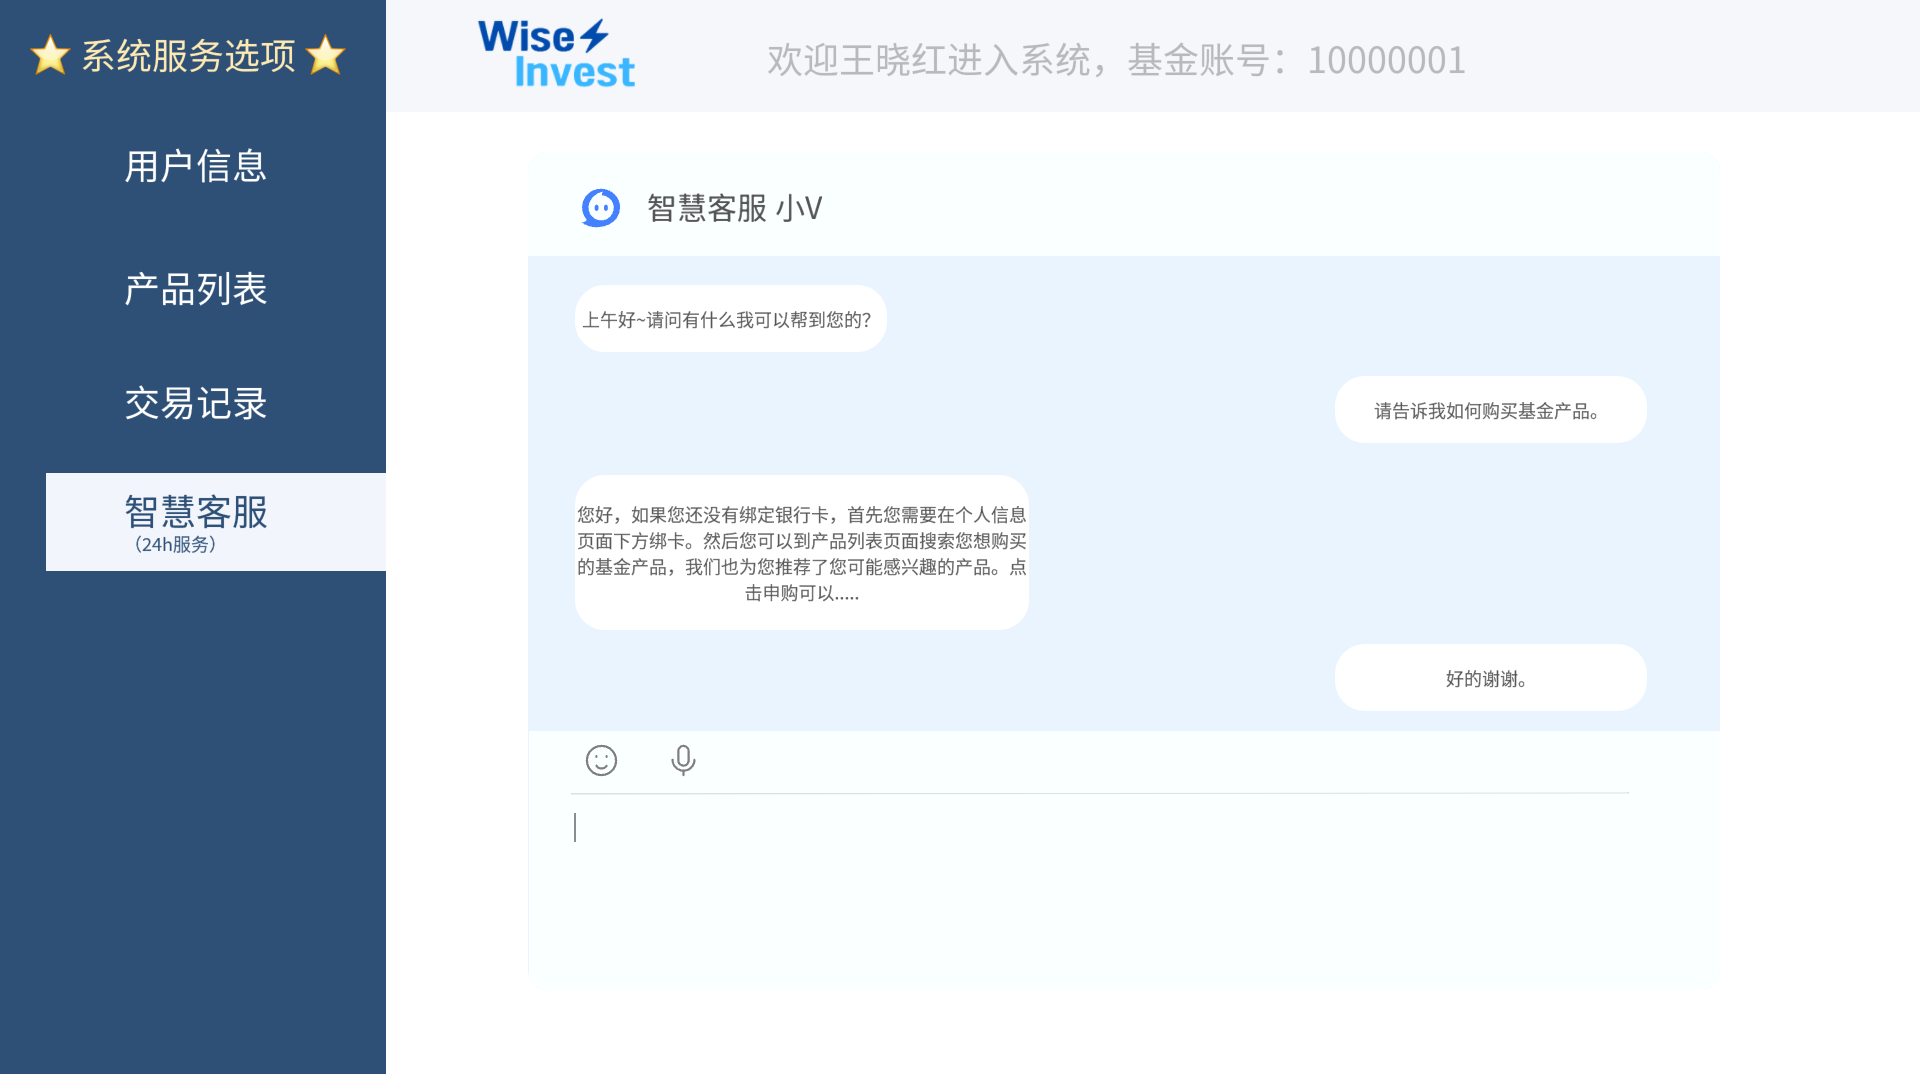 系统服务选项
用户信息
产品列表
交易记录
智慧客服
（24h服务）
Wise
Invest
欢迎王晓红进入系统，基金账号：10000001
智慧客服 小V
上午好~请问有什么我可以帮到您的？
请告诉我如何购买基金产品。
您好，如果您还没有绑定银行卡，首先您需要在个人信息
页面下方绑卡。然后您可以到产品列表页面搜索您想购买
的基金产品，我们也为您推荐了您可能感兴趣的产品。点
击申购可以.....
好的谢谢。